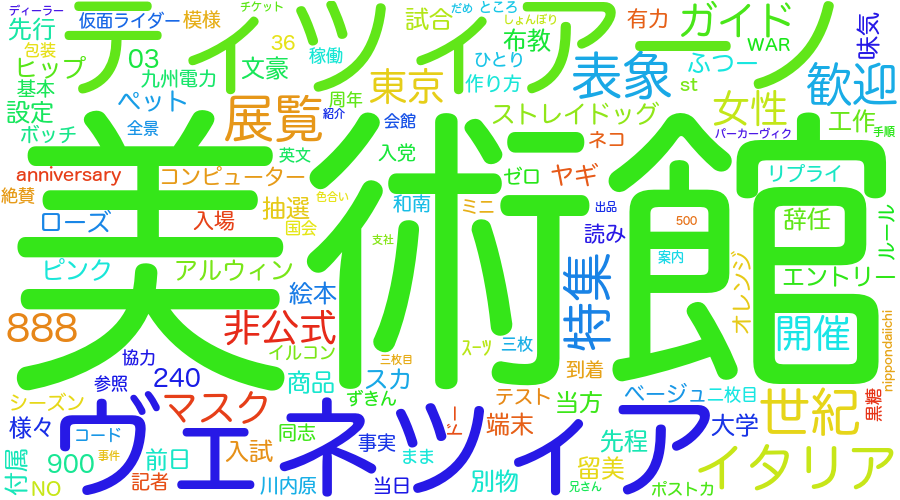 ディーラー
仮面ライダー
模様
チケット
だめ
ところ
しょんぼり
試合
有力
ガイドーン
ティツィア
先行
包装
ヒップ
03
九州電力
文豪
36
稼働
ひとり
布教
作り方
表象
ふつー
WAR
st
味気
歓迎
基本
設定
ボッチ
ペット
全景
展覧
東京
周年
紹介
会館
ストレイドッグ
女性
工作
手順
パーカーヴィク
英文
入党
ネコ
anniversary
コンピューター
ゼロ
ヤギ
リプライ
絶賛
色合い
美術館
ローズ
入場
抽選
国会
和南
ミニ
出品
500
読み
辞任
ルール
支社
案内
ピンク
アルウィン
絵本
特集
オレンジ
エントリー
888
非公式
イルコン
スーツ
三枚
開催
nippondaiichi
協力
参照
240
商品
スカ
三枚目
到着
シーズン
マスク
ずきん
テスト
当方
ベージュ
二枚目
世紀
黒糖
様々
コード
ヴェネツィア
同志
事実
端末
先程
大学
付属
900
事件
前日
入試
まま
別物
留美
イタリア
NO
記者
川内原
当日
兄さん
ポストカ